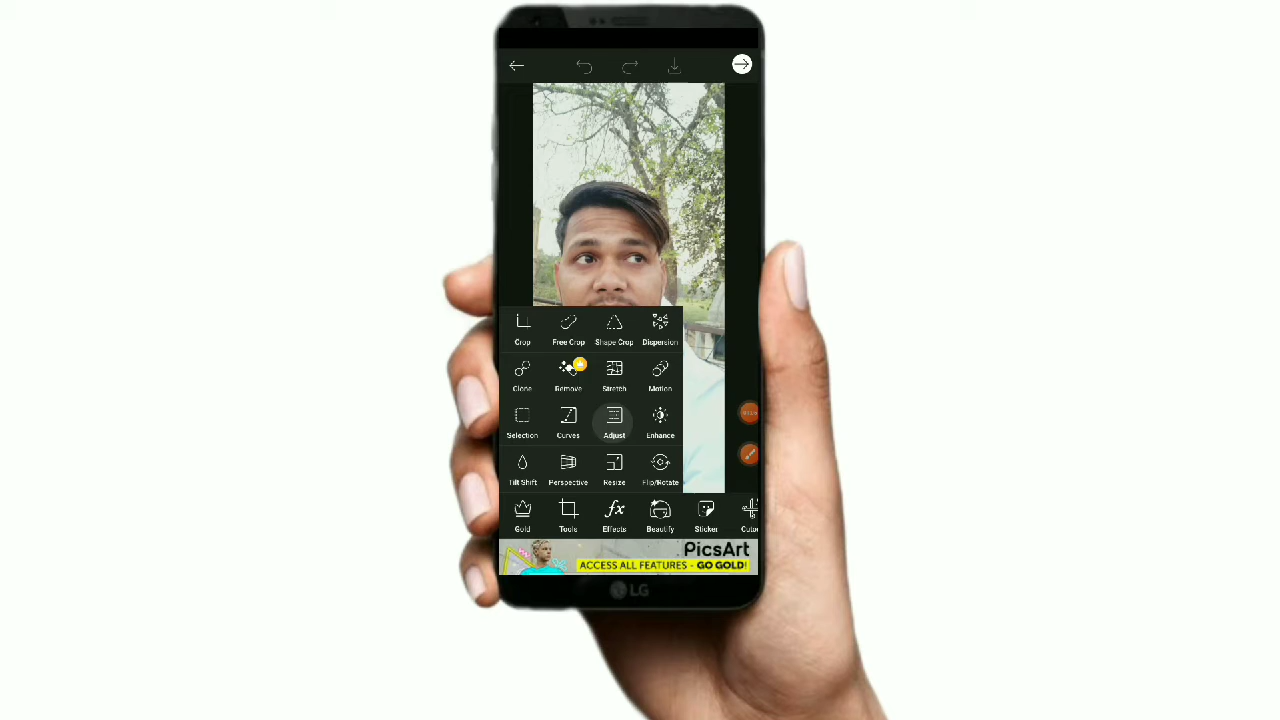 Crop Free Crop Shape Crop Dispersion
Clone Remove Stretch Motion
Selection Curves Adjust Enhance
Tilt Shift Perspective Resize Flip/Rotate
Gold Tools Effects Beautify Sticker
PicsArt
ACCESS ALL FEATURES - GO GOLD!
LG